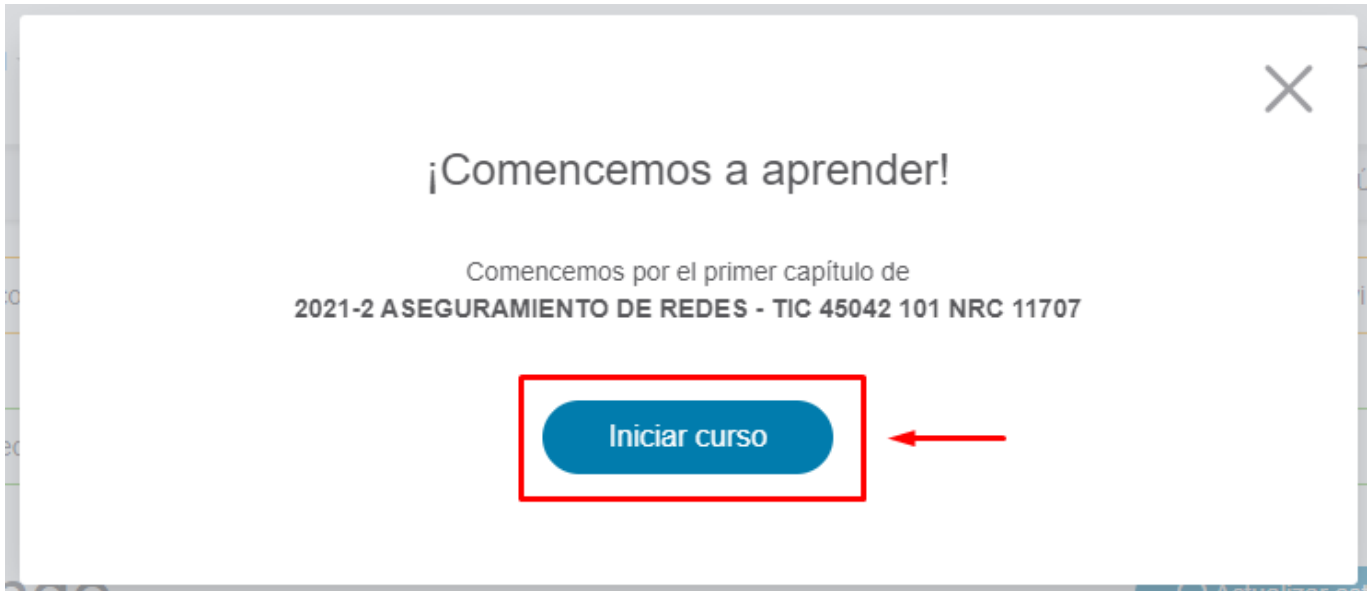 ¡Comencemos a aprender!
Comencemos por el primer capítulo de
2021-2 ASEGURAMIENTO DE REDES - TIC 45042 101 NRC 11707
Iniciar curso